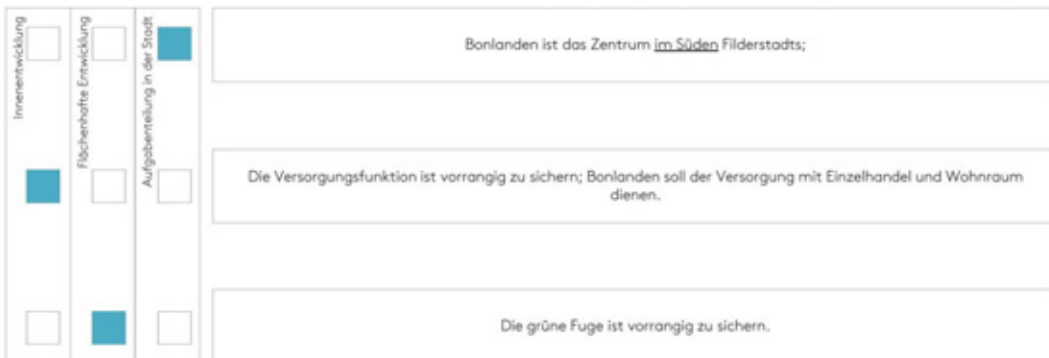 Innenentwicklung
Flächenhafte Entwicklung
Aufgabenteilung in der Stadt
Bonlanden ist das Zentrum im Süden Filderstadts;
Die Versorgungsfunktion ist vorrangig zu sichern; Bonlanden soll der Versorgung mit Einzelhandel und Wohnraum
dienen.
Die grüne Fuge ist vorrangig zu sichern.